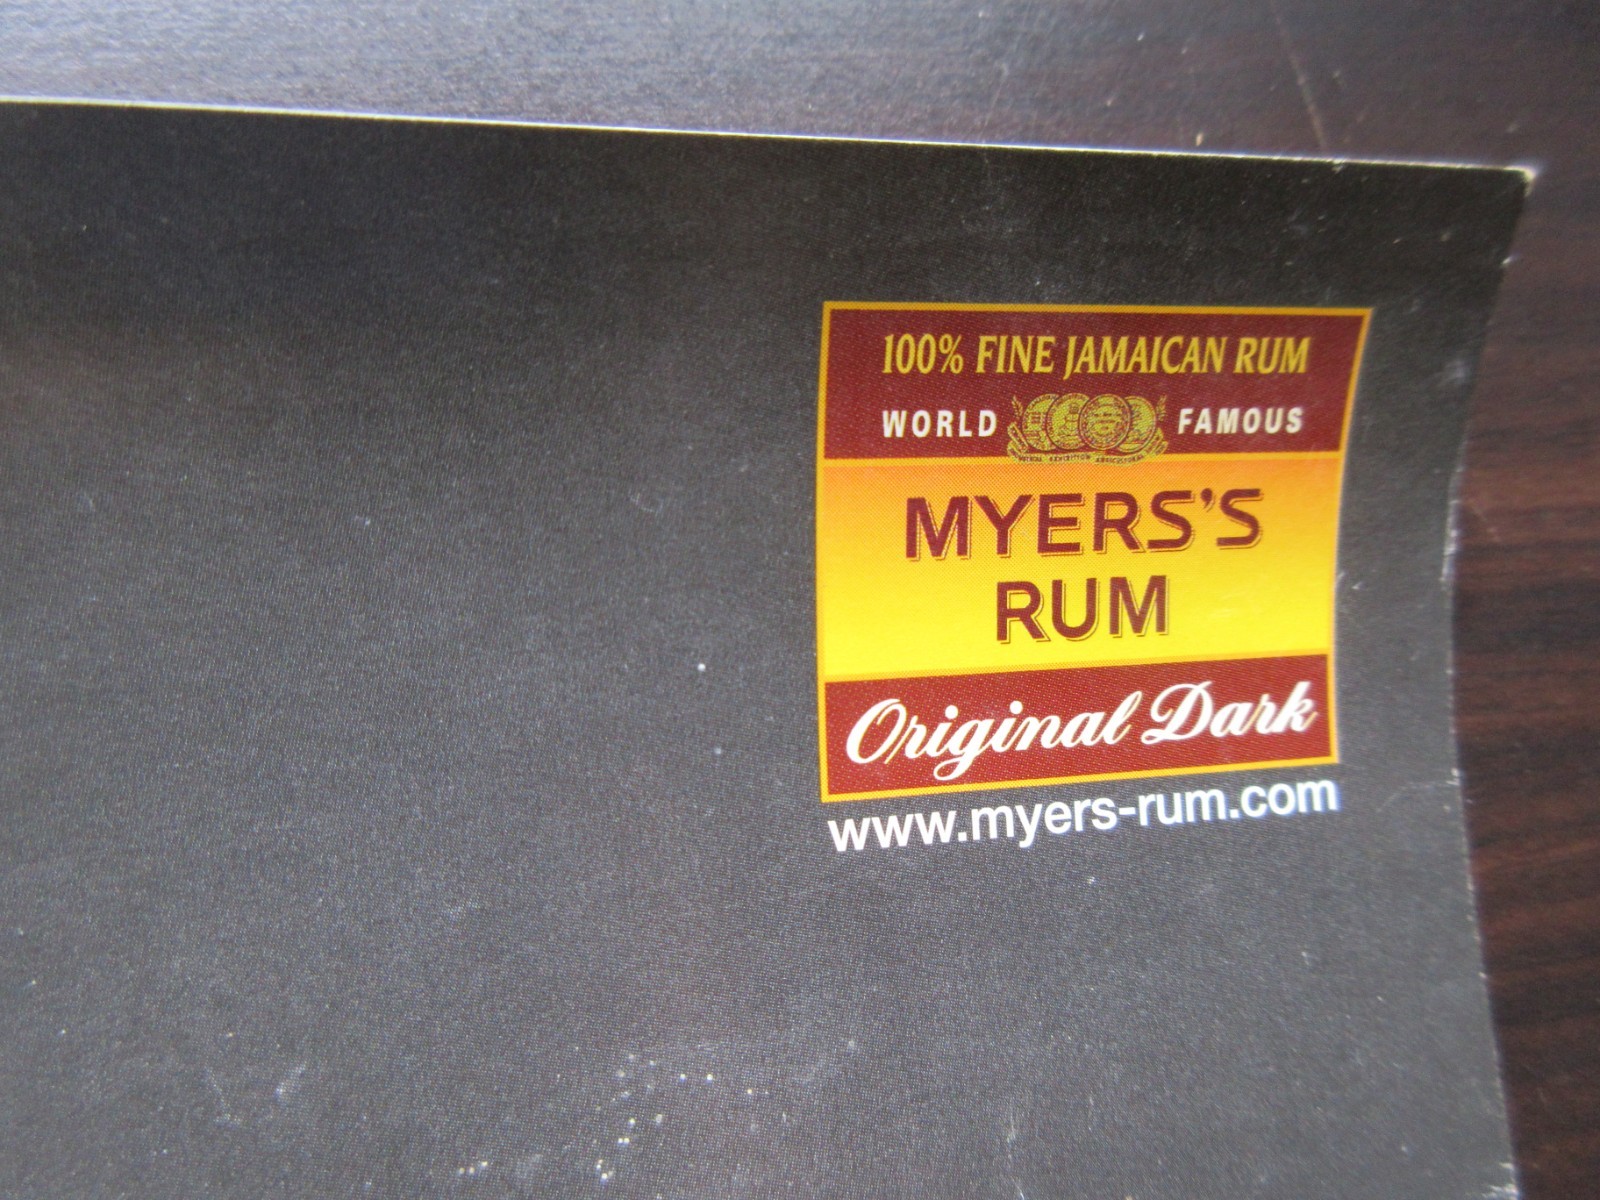 100% FINE JAMAICAN RUM
WORLD FAMOUS
MYERS'S
RUM
Original Dark
www.myers-rum.com